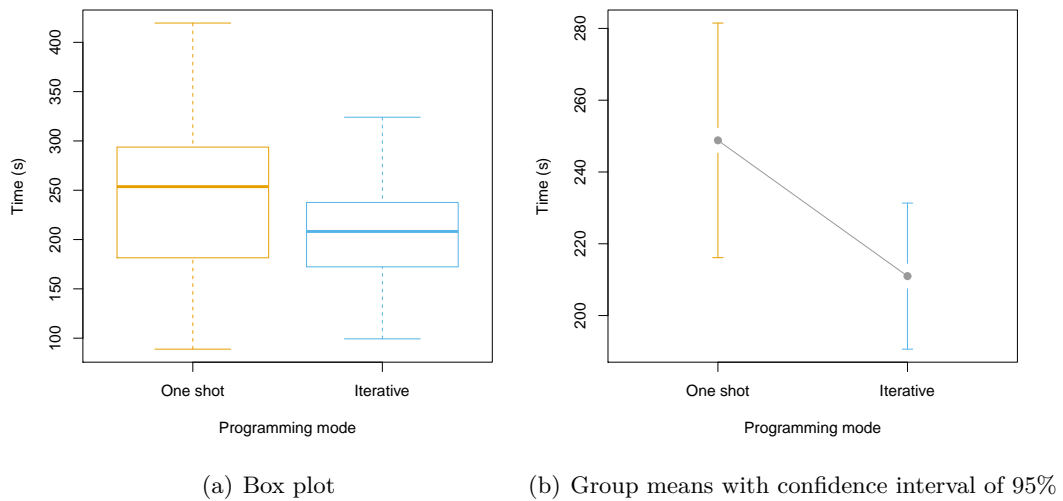 400
350
300
250
200
150
100
Time (s)
One shot
Iterative
Programming mode
(a) Box plot
280
260
240
220
200
Time (s)
One shot
Iterative
Programming mode
(b) Group means with confidence interval of 95%